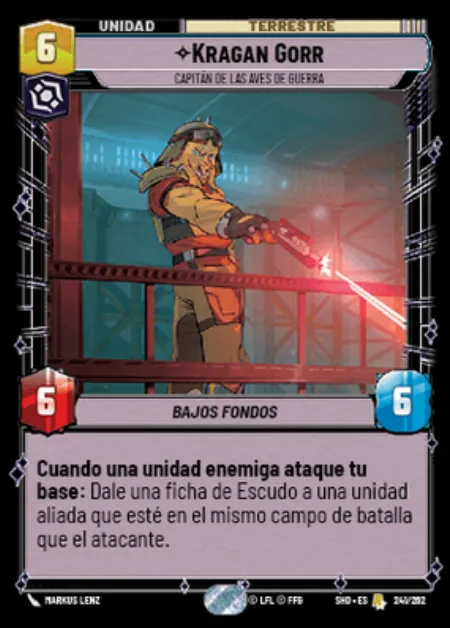 UNIDAD
TERRESTRE
6
KRAGAN GORR
CAPITÁN DE LAS AVES DE GUERRA
6
6
BAJOS FONDOS
Cuando una unidad enemiga ataque tu
base: Dale una ficha de Escudo a una unidad
aliada que esté en el mismo campo de batalla
que el atacante.
MARKUS LENZ
© LFL © FFG
SHD • ES
241/262